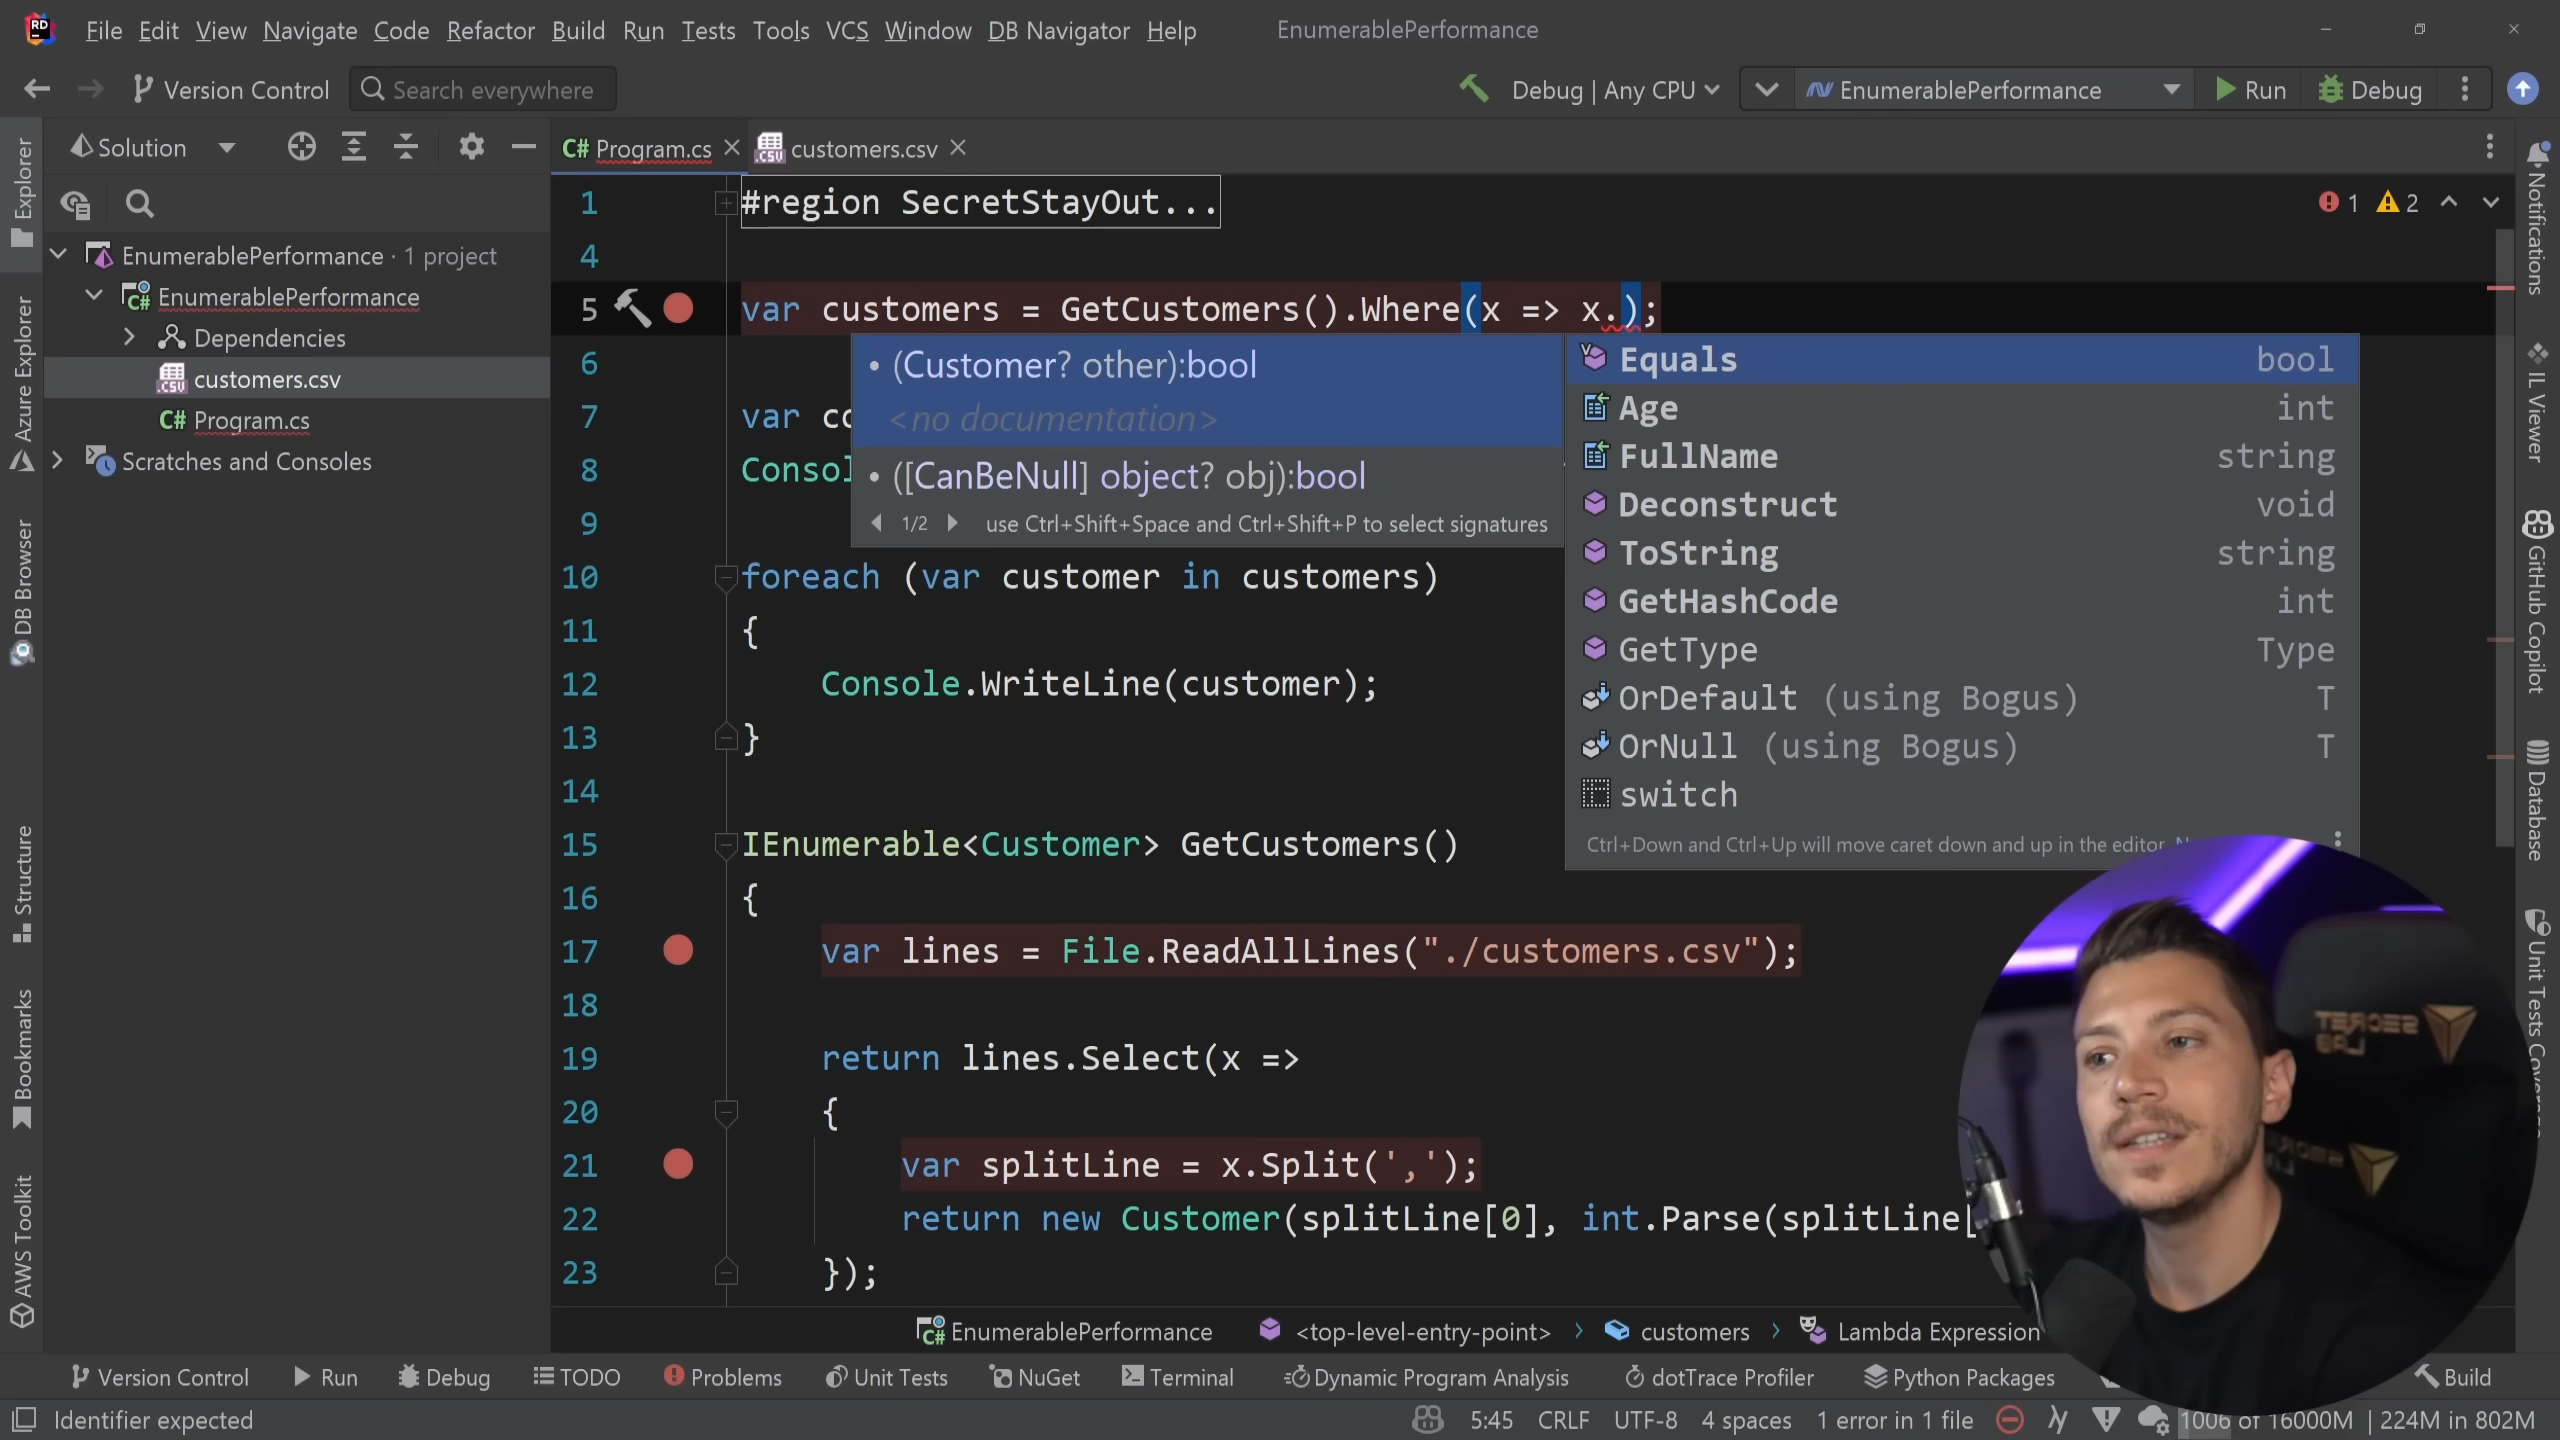 File Edit View Navigate Code Refactor Build Run Tests Tools VCS Window DB Navigator Help EnumerablePerformance
Version Control Search everywhere Debug | Any CPU EnumerablePerformance Run Debug
Solution
C# Program.cs customers.csv
Explorer
Azure Explorer
DB Browser
Structure
Bookmarks
AWS Toolkit
EnumerablePerformance · 1 project
EnumerablePerformance
Dependencies
customers.csv
C# Program.cs
Scratches and Consoles
1 #region SecretStayOut...
1 2
4
5 var customers = GetCustomers().Where(x => x.);
6
7 var co
8 Consol
9
10 foreach (var customer in customers)
11 {
12 Console.WriteLine(customer);
13 }
14
15 IEnumerable<Customer> GetCustomers()
16 {
17 var lines = File.ReadAllLines("./customers.csv");
18
19 return lines.Select(x =>
20 {
21 var splitLine = x.Split(',');
22 return new Customer(splitLine[0], int.Parse(splitLine[
23 });
• (Customer? other):bool
<no documentation>
• ([CanBeNull] object? obj):bool
1/2 use Ctrl+Shift+Space and Ctrl+Shift+P to select signatures
Equals bool
Age int
FullName string
Deconstruct void
ToString string
GetHashCode int
GetType Type
OrDefault (using Bogus) T
OrNull (using Bogus) T
switch
Ctrl+Down and Ctrl+Up will move caret down and up in the editor
Notifications
IL Viewer
GitHub Copilot
Database
Unit Tests
SECRET
LAB
EnumerablePerformance <top-level-entry-point> customers Lambda Expression
Version Control Run Debug TODO Problems Unit Tests NuGet Terminal Dynamic Program Analysis dotTrace Profiler Python Packages Build
Identifier expected 5:45 CRLF UTF-8 4 spaces 1 error in 1 file 1006 of 16000M 224M in 802M